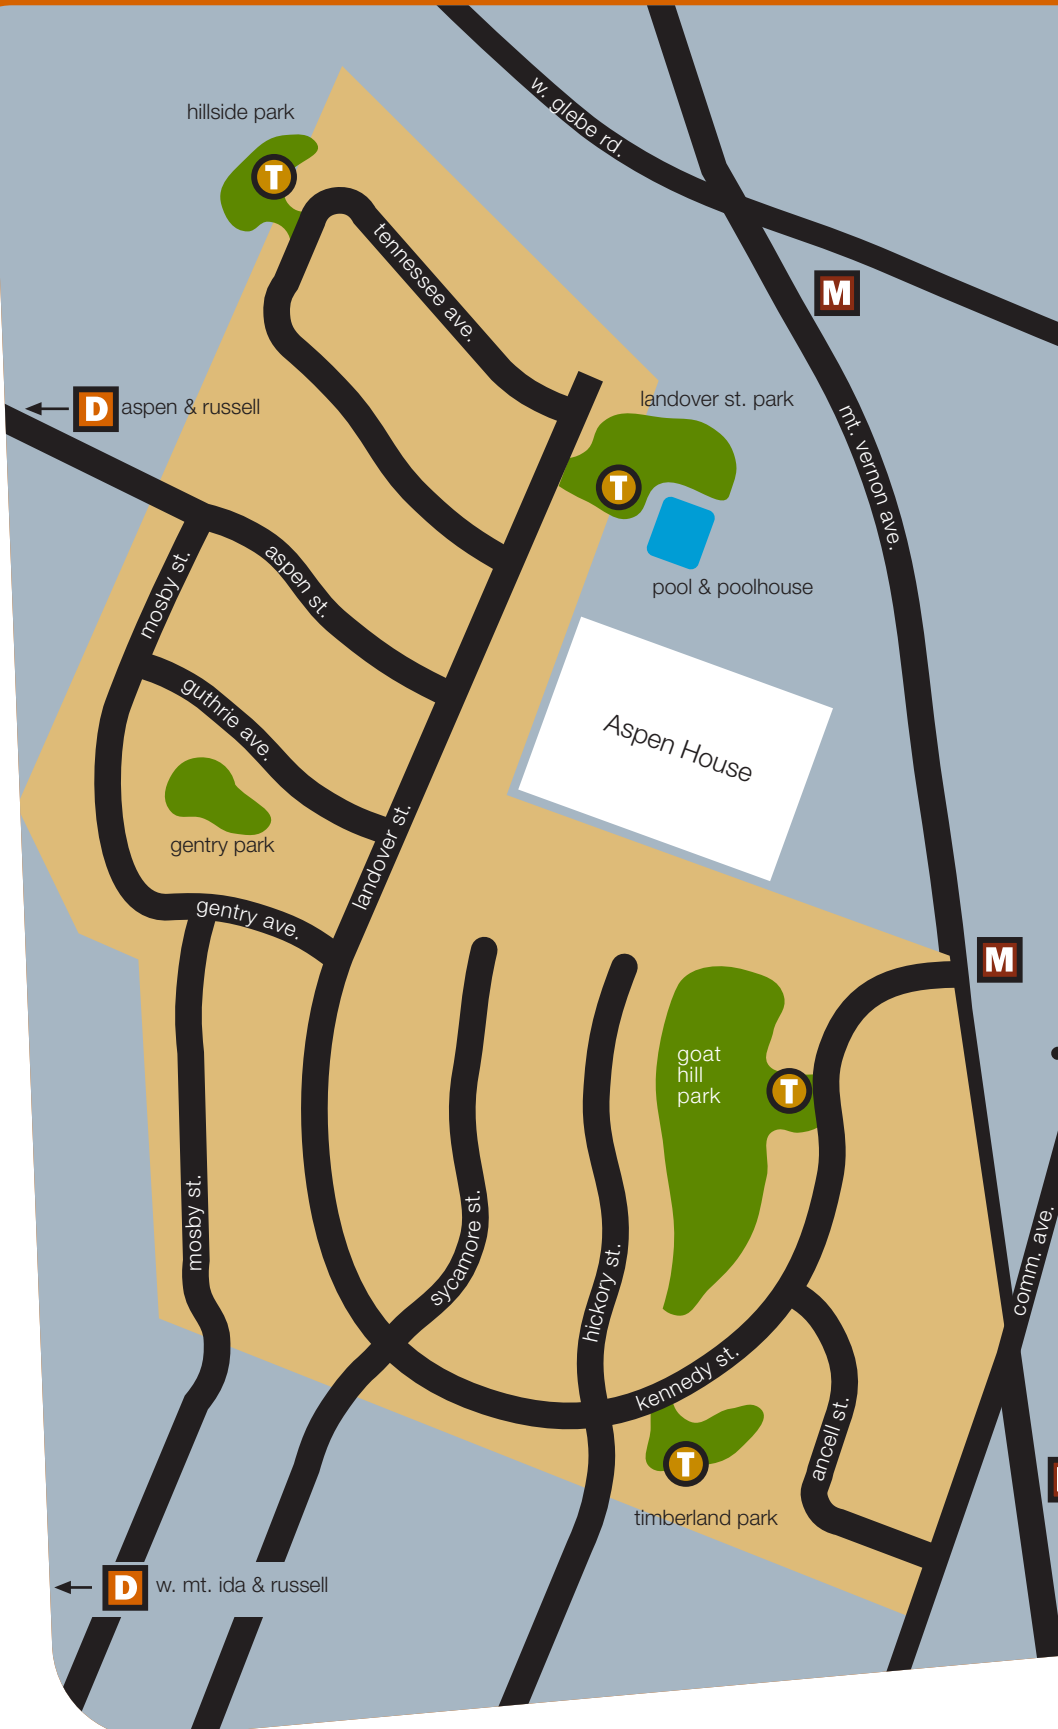 w. glebe rd.
hillside park
T
tennessee ave.
M
D aspen & russell
landover st. park
T
mt. vernon ave.
pool & poolhouse
mosby st.
aspen st.
guthrie ave.
Aspen House
landover st.
gentry park
gentry ave.
M
goat
hill
park
T
mosby st.
sycamore st.
hickory st.
comm. ave.
kennedy st.
ancell st.
T
timberland park
D w. mt. ida & russell